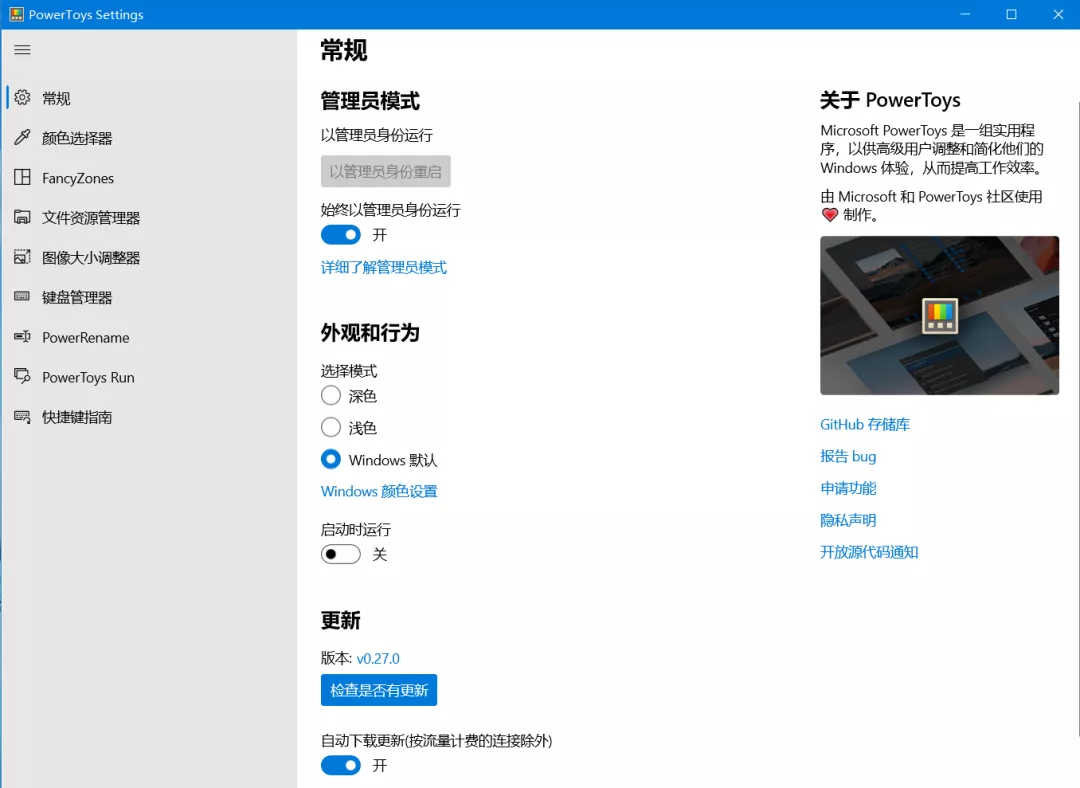 PowerToys Settings
常规
颜色选择器
FancyZones
文件资源管理器
图像大小调整器
键盘管理器
PowerRename
PowerToys Run
快捷键指南
常规
管理员模式
以管理员身份运行
以管理员身份重启
始终以管理员身份运行
开
详细了解管理员模式
外观和行为
选择模式
深色
浅色
Windows 默认
Windows 颜色设置
启动时运行
关
更新
版本: v0.27.0
检查是否有更新
自动下载更新(按流量计费的连接除外)
开
关于 PowerToys
Microsoft PowerToys 是一组实用程
序，以供高级用户调整和简化他们的
Windows 体验，从而提高工作效率。
由 Microsoft 和 PowerToys 社区使用
❤ 制作。
GitHub 存储库
报告 bug
申请功能
隐私声明
开放源代码通知